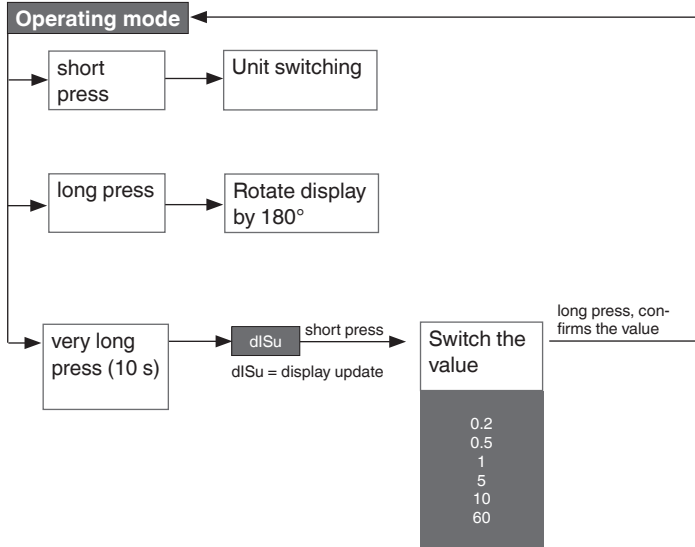 Operating mode
short
press
Unit switching
long press
Rotate display
by 180°
very long
press (10 s)
dISu
dISu = display update
short press
Switch the
value
0.2
0.5
1
5
10
60
long press, con-
firms the value